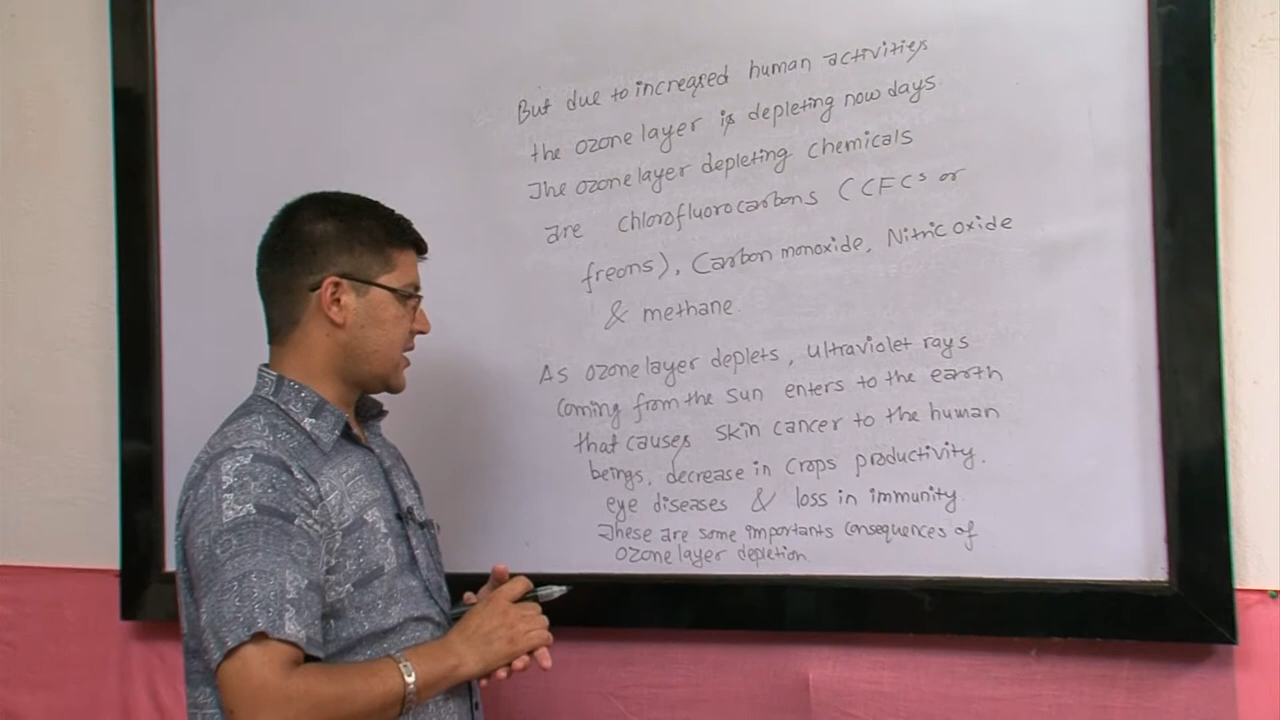 But due to increased human activities
the ozone layer is depleting now days.
The ozone layer depleting chemicals
are chlorofluorocarbons (CFCs or
freons), Carbon monoxide, Nitric oxide
& methane.
As ozone layer deplets, ultraviolet rays
coming from the sun enters to the earth
that causes skin cancer to the human
beings, decrease in crops productivity.
eye diseases & loss in immunity.
These are some importants consequences of
ozone layer depletion.